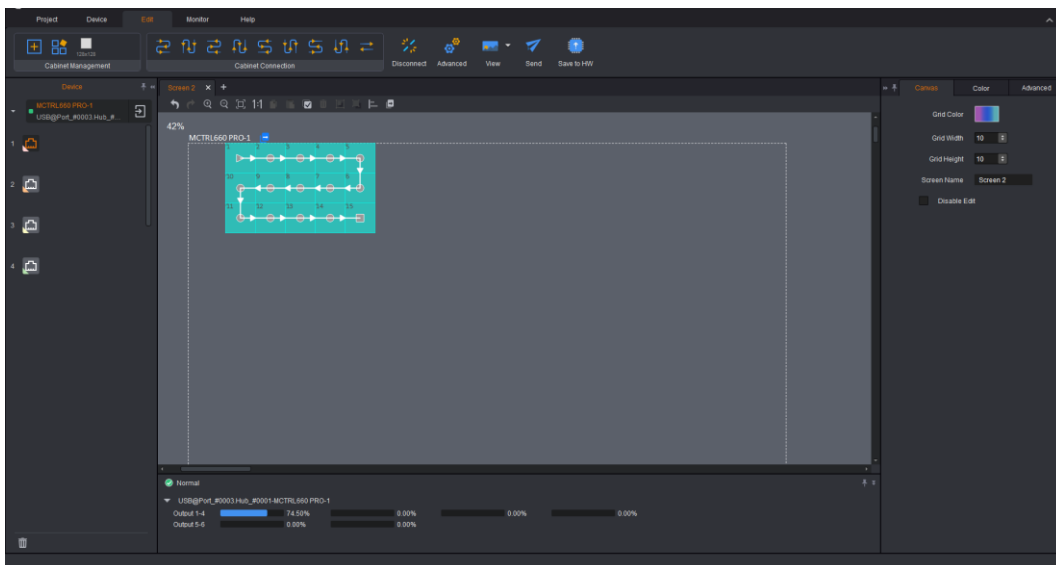 Project Device Edit Monitor Help
128x128
Cabinet Management Cabinet Connection Disconnect Advanced View Send Save to HW
Device
MCTRL660 PRO-1
USB@Port_#0003.Hub_#...
1
2
3
4
Screen 2 × +
1:1
42%
MCTRL660 PRO-1
1 2 3 4 5
10 9 8 7 6
11 12 13 14 15
Normal
USB@Port_#0003.Hub_#0001-MCTRL660 PRO-1
Output 1-4 74.50% 0.00% 0.00% 0.00%
Output 5-6 0.00% 0.00%
Canvas Color Advanced
Grid Color
Grid Width 10
Grid Height 10
Screen Name Screen 2
Disable Edit